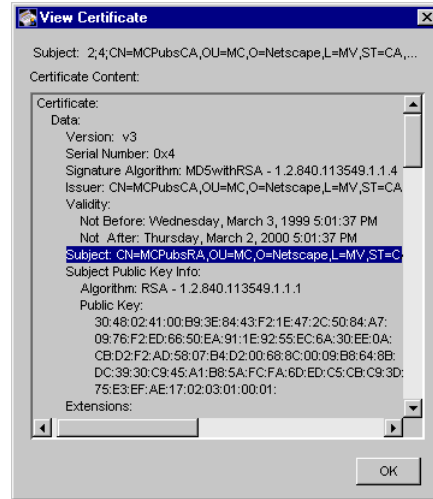 View Certificate
Subject: 2;4;CN=MCPubsCA,OU=MC,O=Netscape,L=MV,ST=CA,...
Certificate Content:
Certificate:
Data:
Version: v3
Serial Number: 0x4
Signature Algorithm: MD5withRSA - 1.2.840.113549.1.1.4
Issuer: CN=MCPubsCA,OU=MC,O=Netscape,L=MV,ST=CA
Validity:
Not Before: Wednesday, March 3, 1999 5:01:37 PM
Not After: Thursday, March 2, 2000 5:01:37 PM
Subject: CN=MCPubsRA,OU=MC,O=Netscape,L=MV,ST=C
Subject Public Key Info:
Algorithm: RSA - 1.2.840.113549.1.1.1
Public Key:
30:48:02:41:00:B9:3E:84:43:F2:1E:47:2C:50:84:A7:
09:76:F2:ED:66:50:EA:91:1E:92:55:EC:6A:30:EE:0A:
CB:D2:F2:AD:58:07:B4:D2:00:68:8C:00:09:B8:64:8B:
DC:39:30:C9:45:A1:B8:5A:FC:FA:6D:ED:C5:CB:C9:3D:
75:E3:EF:AE:17:02:03:01:00:01:
Extensions:
OK